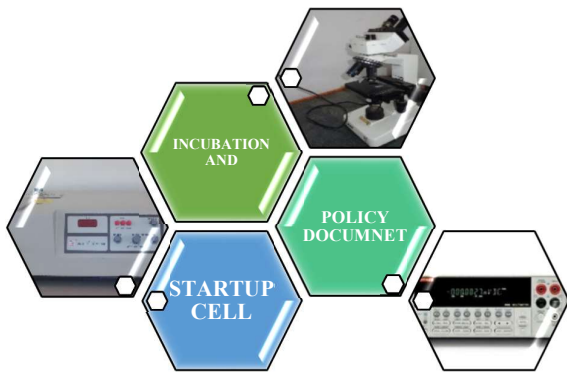 INCUBATION
AND
STARTUP
CELL
POLICY
DOCUMNET